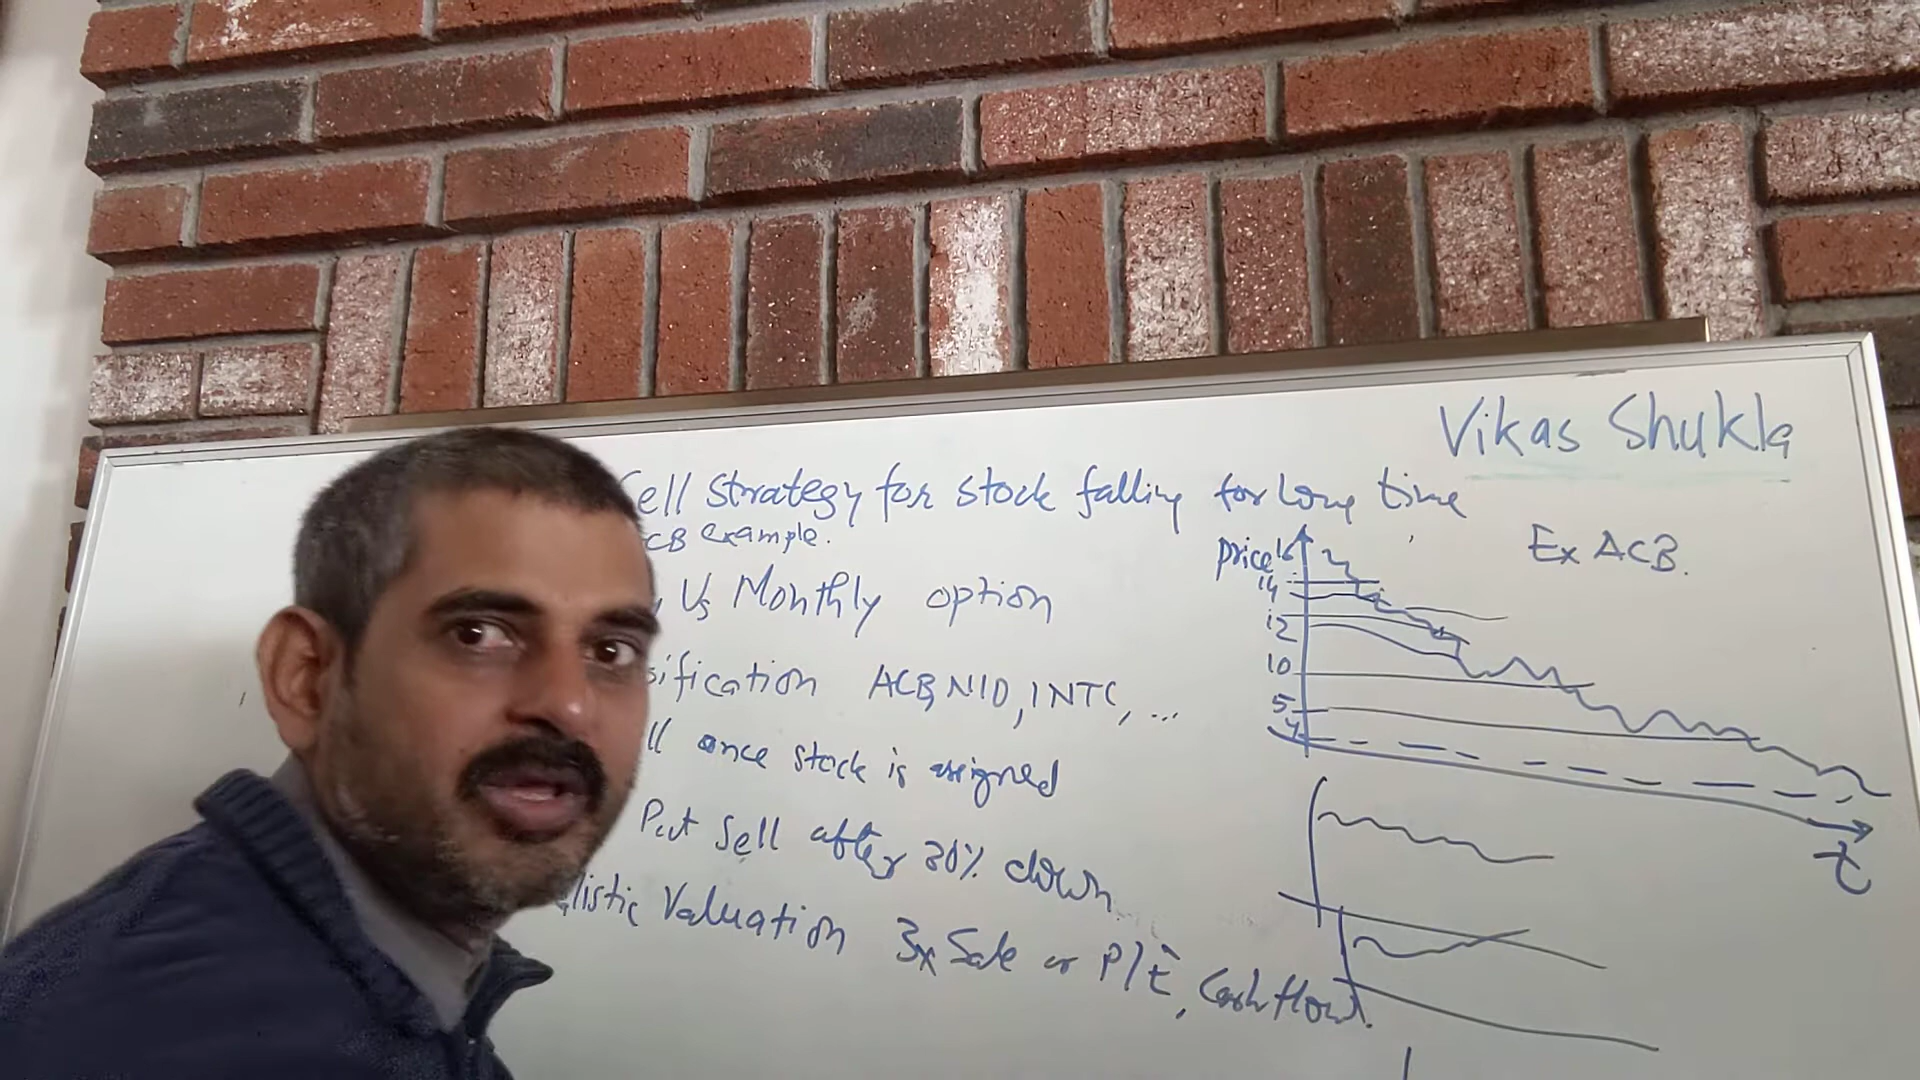 Vikas Shukla
ell Strategy for stock falling for Long time
CB Example.
Ex ACB.
Vs Monthly option
sification ACB, NIO, INTC, ...
ll once stock is assigned
Put Sell after 30% down
listic Valuation 3x Sale or P/E, Cash flow.
price
16
14
12
10
5
4
t